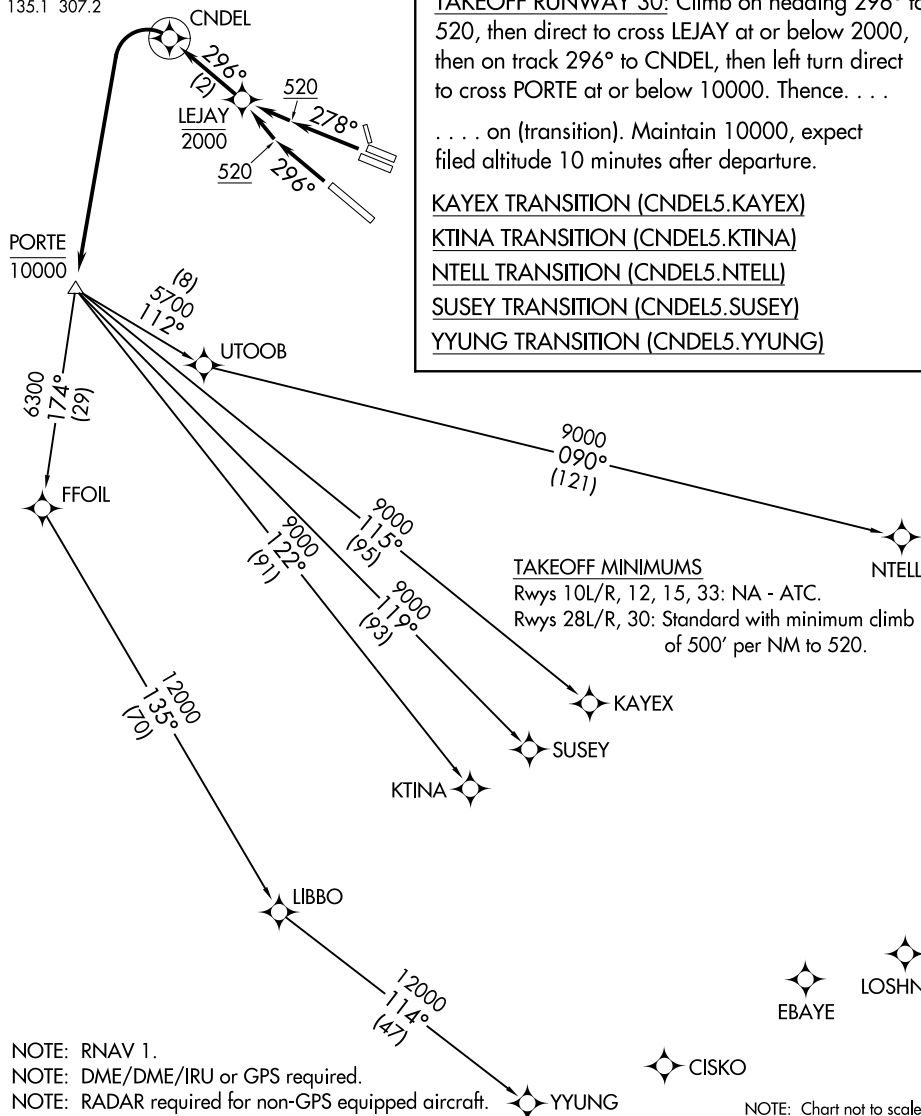 135.1 307.2
CNDEL
296°
(2)
LEJAY
2000
520
278°
520
296°
TAKEOFF RUNWAY 30: Climb on heading 296° to
520, then direct to cross LEJAY at or below 2000,
then on track 296° to CNDEL, then left turn direct
to cross PORTE at or below 10000. Thence. . . .
. . . . on (transition). Maintain 10000, expect
filed altitude 10 minutes after departure.
KAYEX TRANSITION (CNDEL5.KAYEX)
KTINA TRANSITION (CNDEL5.KTINA)
NTELL TRANSITION (CNDEL5.NTELL)
SUSEY TRANSITION (CNDEL5.SUSEY)
YYUNG TRANSITION (CNDEL5.YYUNG)
PORTE
10000
(8)
5700
112°
UTOOB
6300
174°
(29)
FFOIL
9000
090°
(121)
NTELL
9000
115°
(95)
9000
122°
(91)
9000
119°
(93)
TAKEOFF MINIMUMS
Rwys 10L/R, 12, 15, 33: NA - ATC.
Rwys 28L/R, 30: Standard with minimum climb
of 500' per NM to 520.
KAYEX
SUSEY
KTINA
12000
135°
(70)
LIBBO
12000
114°
(47)
LOSHN
EBAYE
CISKO
YYUNG
NOTE: RNAV 1.
NOTE: DME/DME/IRU or GPS required.
NOTE: RADAR required for non-GPS equipped aircraft.
NOTE: Chart not to scale